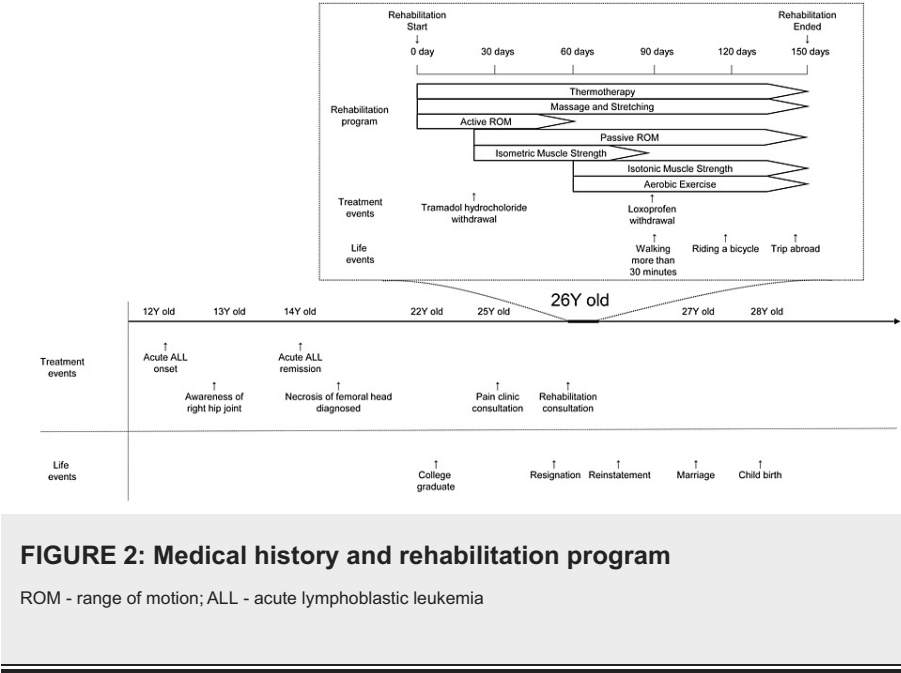 Rehabilitation Start
Rehabilitation Ended
0 day
30 days
60 days
90 days
120 days
150 days
Rehabilitation program
Thermotherapy
Massage and Stretching
Active ROM
Passive ROM
Isometric Muscle Strength
Isotonic Muscle Strength
Aerobic Exercise
Treatment events
Tramadol hydrocholoride withdrawal
Loxoprofen withdrawal
Life events
Walking more than 30 minutes
Riding a bicycle
Trip abroad
12Y old
13Y old
14Y old
22Y old
25Y old
26Y old
27Y old
28Y old
Treatment events
Acute ALL onset
Awareness of right hip joint
Acute ALL remission
Necrosis of femoral head diagnosed
Pain clinic consultation
Rehabilitation consultation
Life events
College graduate
Resignation
Reinstatement
Marriage
Child birth
FIGURE 2: Medical history and rehabilitation program
ROM - range of motion; ALL - acute lymphoblastic leukemia